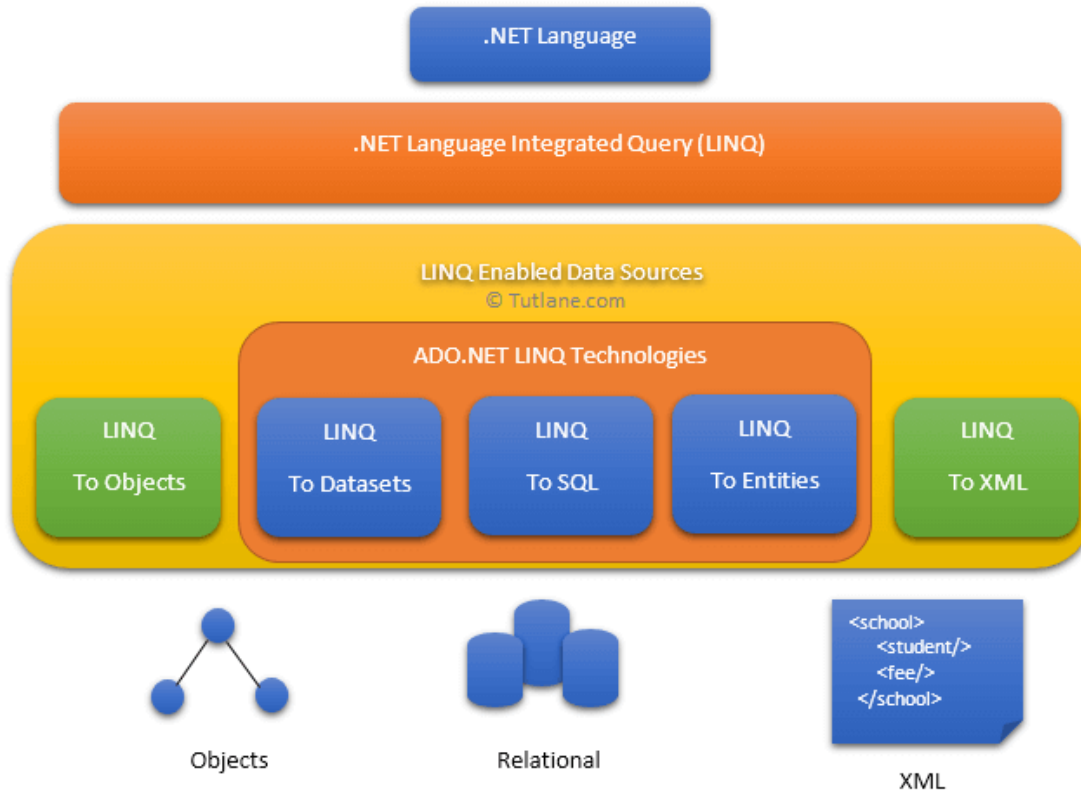 .NET Language
.NET Language Integrated Query (LINQ)
LINQ Enabled Data Sources
© Tutlane.com
ADO.NET LINQ Technologies
LINQ
To Objects
LINQ
To Datasets
LINQ
To SQL
LINQ
To Entities
LINQ
To XML
Objects
Relational
<school>
<student/>
<fee/>
</school>
XML